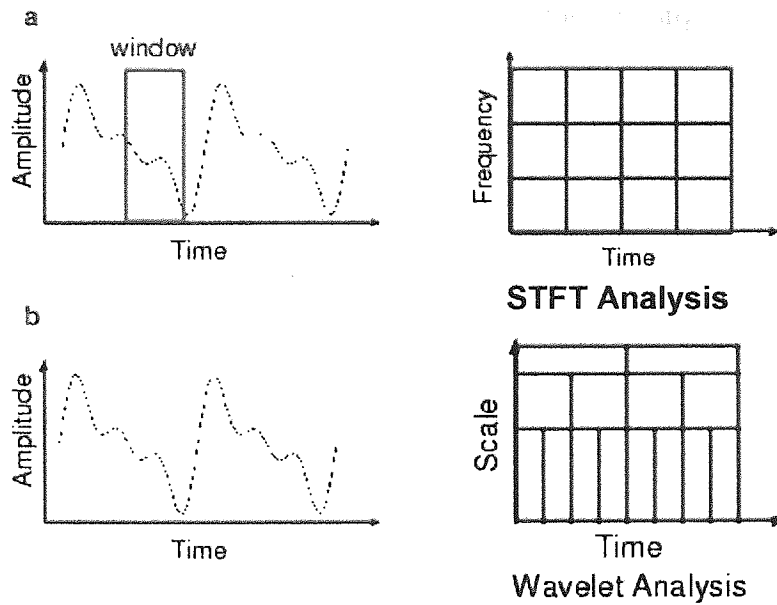 a
window
Amplitude
Time
Frequency
Time
STFT Analysis
b
Amplitude
Time
Scale
Time
Wavelet Analysis